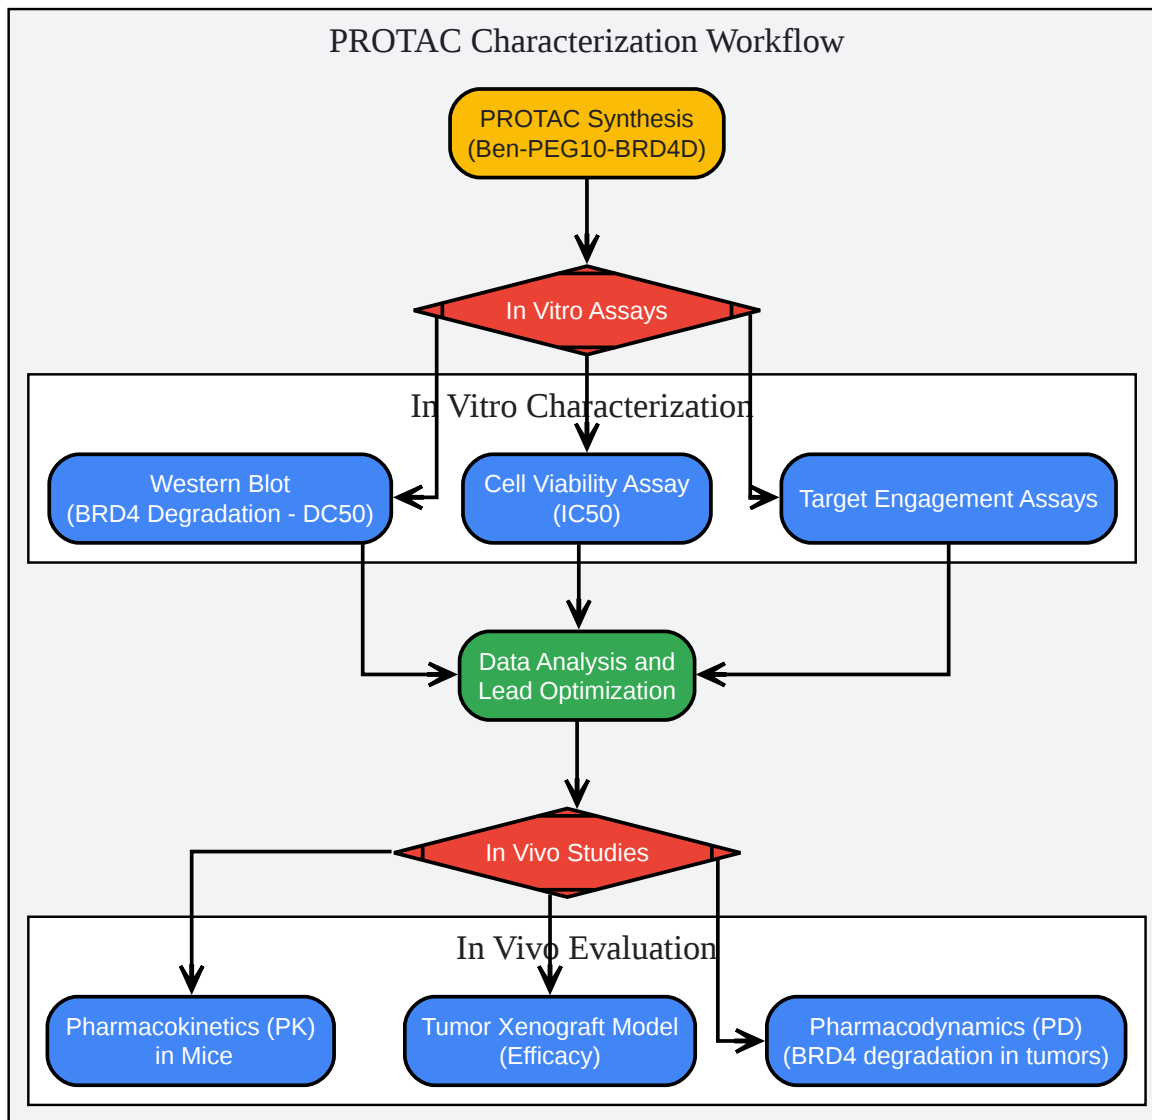 PROTAC Characterization Workflow
PROTAC Synthesis
(Ben-PEG10-BRD4D)
In Vitro Assays
In Vitro Characterization
Western Blot
(BRD4 Degradation - DC50)
Cell Viability Assay
(IC50)
Target Engagement Assays
Data Analysis and
Lead Optimization
In Vivo Studies
In Vivo Evaluation
Pharmacokinetics (PK)
in Mice
Tumor Xenograft Model
(Efficacy)
Pharmacodynamics (PD)
(BRD4 degradation in tumors)